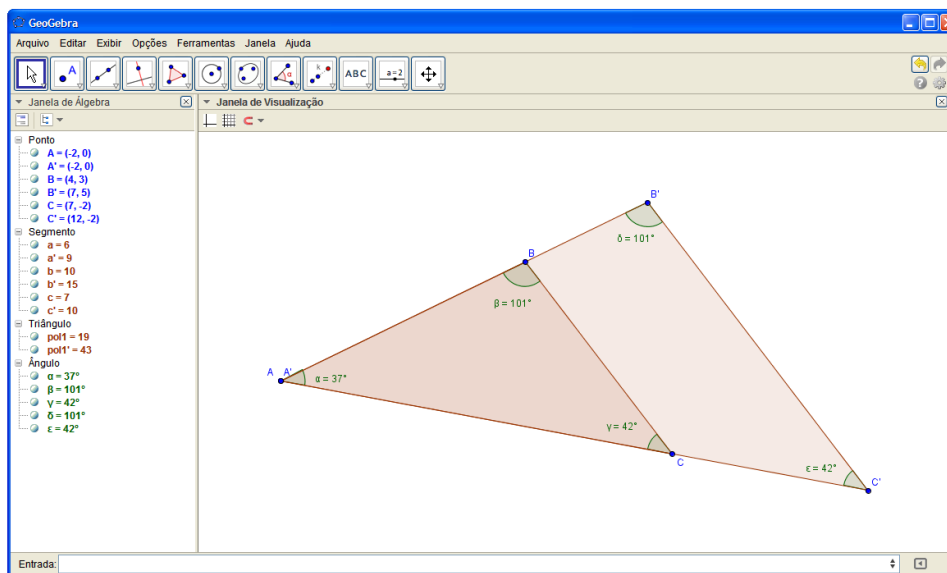 GeoGebra
Arquivo Editar Exibir Opções Ferramentas Janela Ajuda
A α k ABC a = 2
Janela de Álgebra
Janela de Visualização
Ponto
A = (-2, 0)
A' = (-2, 0)
B = (4, 3)
B' = (7, 5)
C = (7, -2)
C' = (12, -2)
Segmento
a = 6
a' = 9
b = 10
b' = 15
c = 7
c' = 10
Triângulo
pol1 = 19
pol1' = 43
Ângulo
α = 37°
β = 101°
γ = 42°
δ = 101°
ε = 42°
B'
δ = 101°
B
β = 101°
A A'
α = 37°
γ = 42°
C
ε = 42°
C'
Entrada: